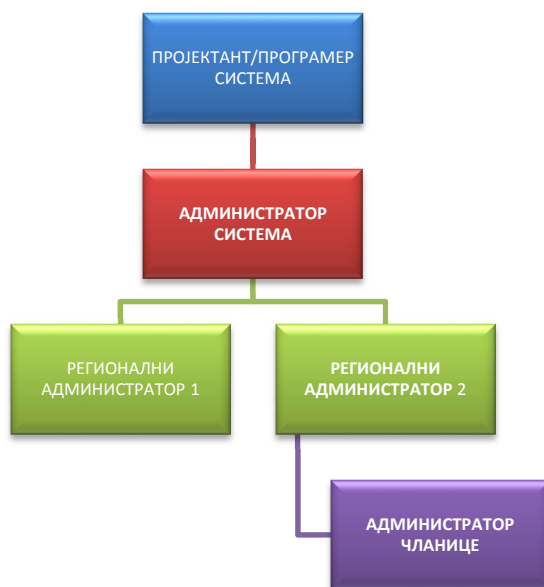 ПРОЈЕКТАНТ/ПРОГРАМЕР
СИСТЕМА
АДМИНИСТРАТОР
СИСТЕМА
РЕГИОНАЛНИ
АДМИНИСТРАТОР 1
РЕГИОНАЛНИ
АДМИНИСТРАТОР 2
АДМИНИСТРАТОР
ЧЛАНИЦЕ